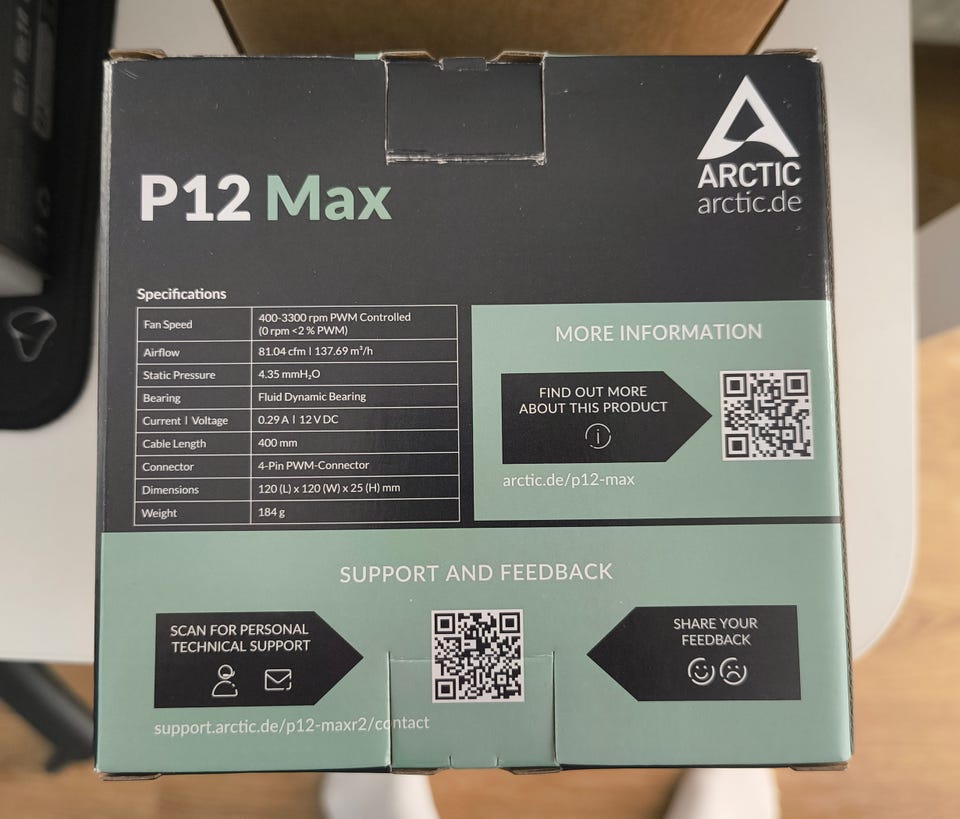 ARCTIC
arctic.de
P12 Max
Specifications
Fan Speed 400-3300 rpm PWM Controlled
(0 rpm <2 % PWM)
Airflow 81.04 cfm | 137.69 m³/h
Static Pressure 4.35 mmH₂O
Bearing Fluid Dynamic Bearing
Current | Voltage 0.29 A | 12 V DC
Cable Length 400 mm
Connector 4-Pin PWM-Connector
Dimensions 120 (L) x 120 (W) x 25 (H) mm
Weight 184 g
MORE INFORMATION
FIND OUT MORE
ABOUT THIS PRODUCT
i
arctic.de/p12-max
SUPPORT AND FEEDBACK
SCAN FOR PERSONAL
TECHNICAL SUPPORT
support.arctic.de/p12-maxr2/contact
SHARE YOUR
FEEDBACK